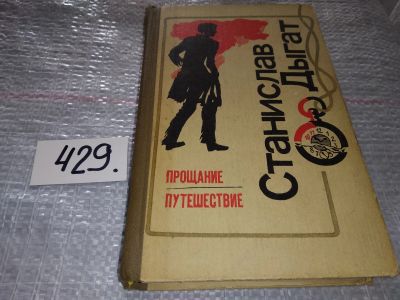 Станислав
Дыгат
ПРОЩАНИЕ
ПУТЕШЕСТВИЕ
429.